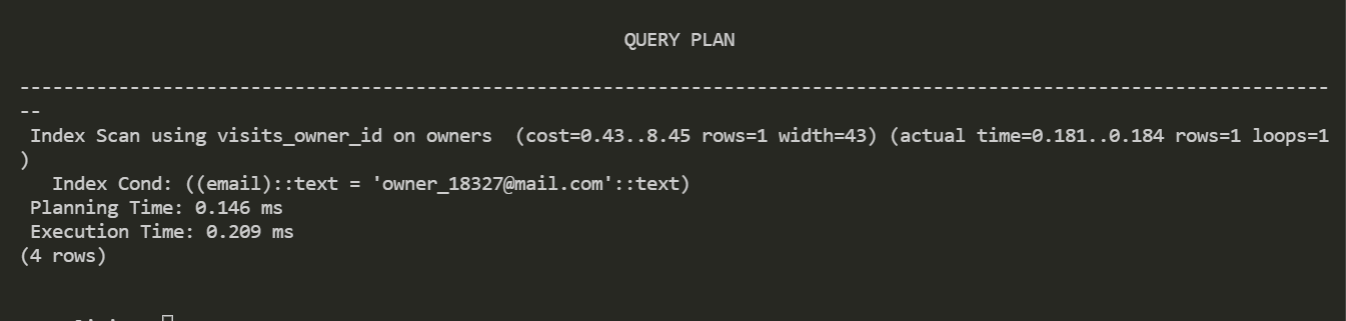 QUERY PLAN
-----------------------------------------------------------------------------------------------------------------------
--
Index Scan using visits_owner_id on owners  (cost=0.43..8.45 rows=1 width=43) (actual time=0.181..0.184 rows=1 loops=1
)
Index Cond: ((email)::text = 'owner_18327@mail.com'::text)
Planning Time: 0.146 ms
Execution Time: 0.209 ms
(4 rows)